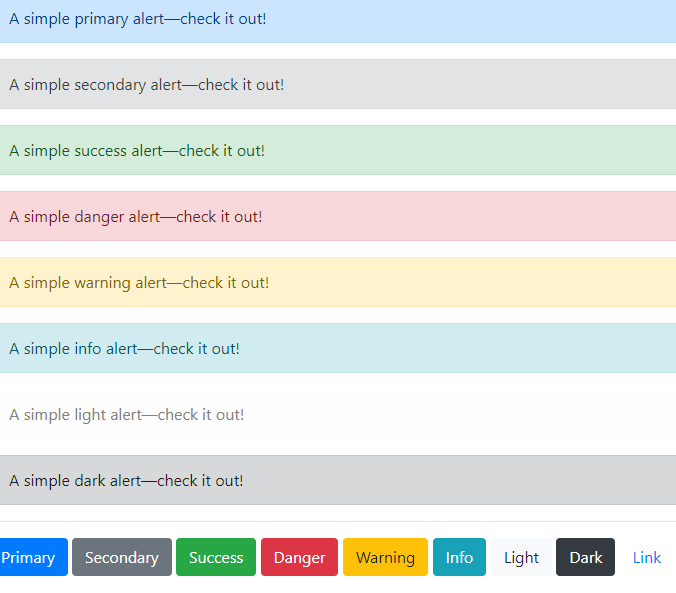 A simple primary alert—check it out!
A simple secondary alert—check it out!
A simple success alert—check it out!
A simple danger alert—check it out!
A simple warning alert—check it out!
A simple info alert—check it out!
A simple light alert—check it out!
A simple dark alert—check it out!
Primary Secondary Success Danger Warning Info Light Dark Link